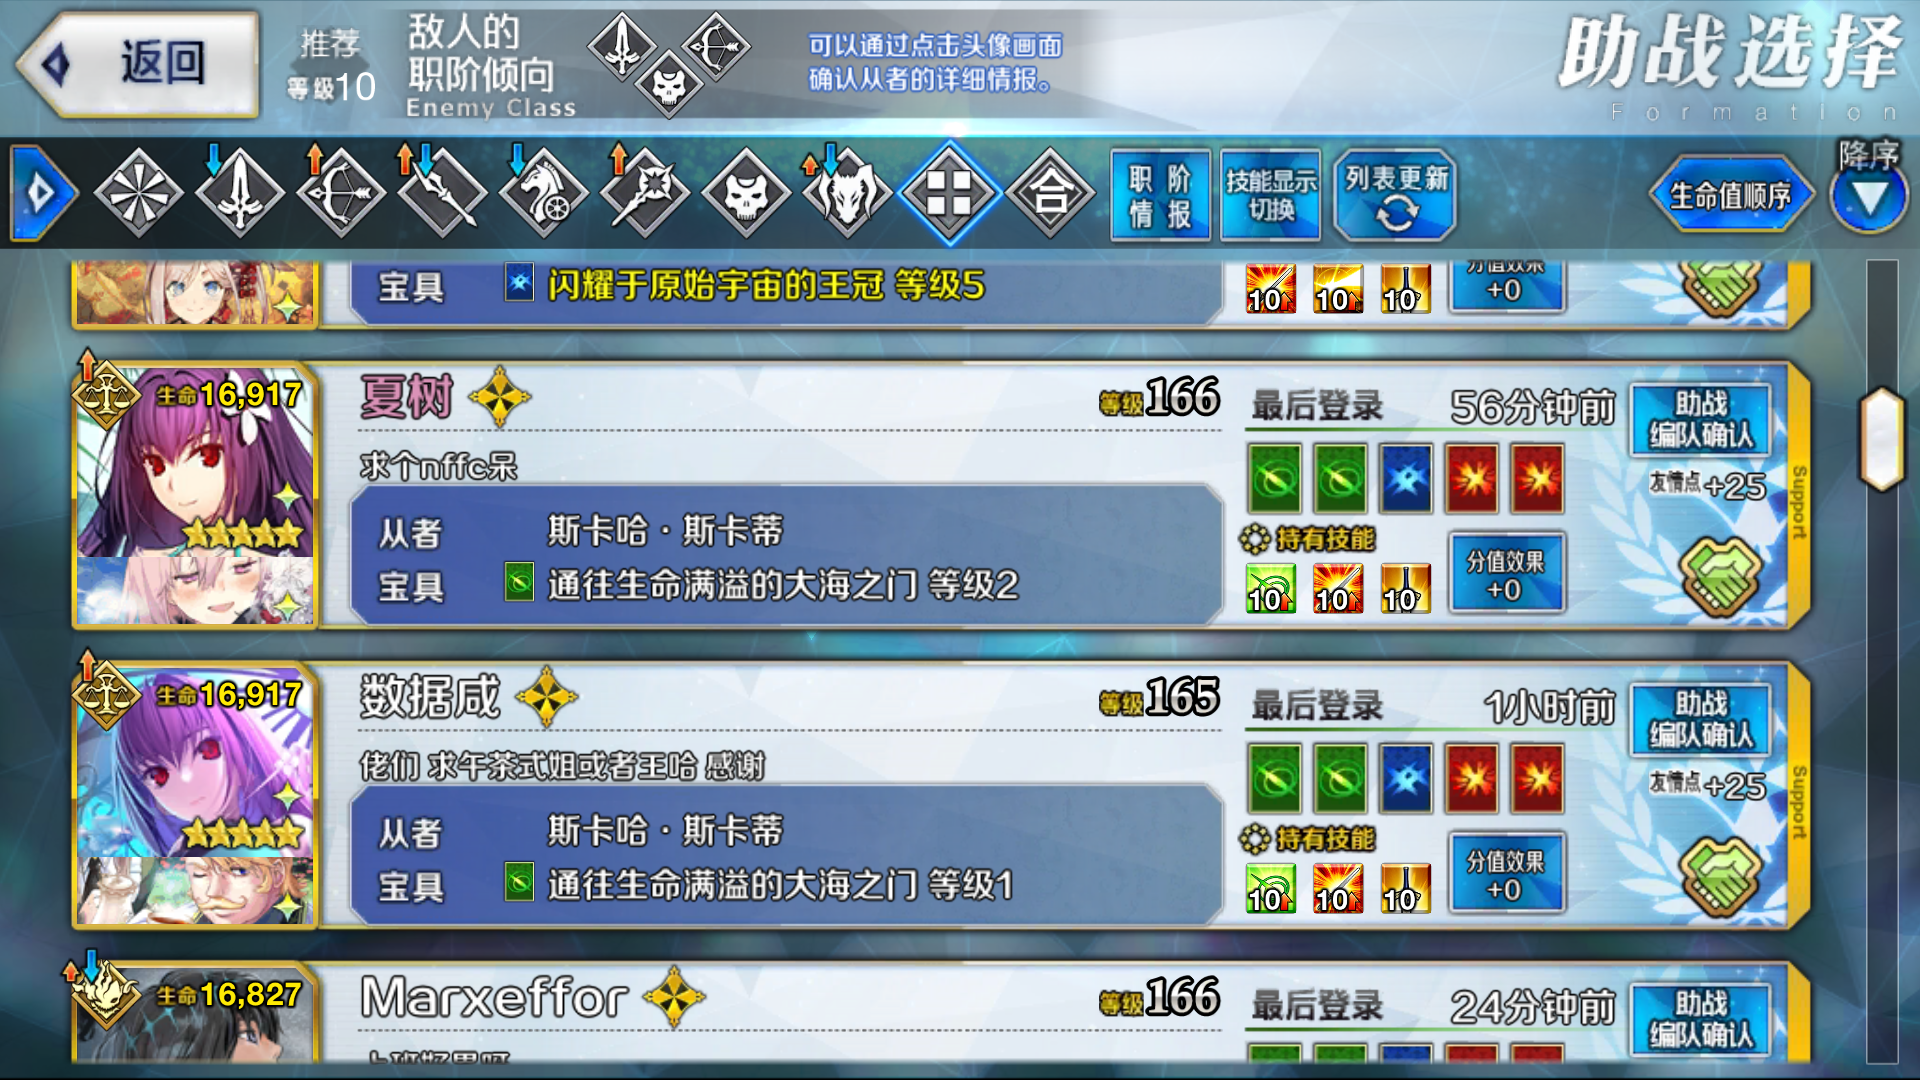 返回
推荐
等级10
敌人的
职阶倾向
Enemy Class
可以通过点击头像画面
确认从者的详细情报。
助战选择
Formation
合
职阶
情报
技能显示
切换
列表更新
生命值顺序
降序
宝具
闪耀于原始宇宙的王冠 等级5
10
10
10
分值效果
+0
生命16,917
夏树
等级166
最后登录
56分钟前
助战
编队确认
求个nffc呆
友情点+25
Support
从者
斯卡哈·斯卡蒂
持有技能
宝具
通往生命满溢的大海之门 等级2
10
10
10
分值效果
+0
生命16,917
数据咸
等级165
最后登录
1小时前
助战
编队确认
佬们 求午茶式姐或者王哈 感谢
友情点+25
Support
从者
斯卡哈·斯卡蒂
持有技能
宝具
通往生命满溢的大海之门 等级1
10
10
10
分值效果
+0
生命16,827
Marxeffor
等级166
最后登录
24分钟前
助战
编队确认